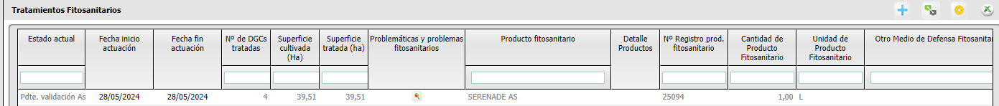 Tratamientos Fitosanitarios
Estado actual
Fecha inicio
actuación
Fecha fin
actuación
Nº de DGCs
tratadas
Superficie
cultivada
(Ha)
Superficie
tratada (ha)
Problemáticas y problemas
fitosanitarios
Producto fitosanitario
Detalle
Productos
Nº Registro prod.
fitosanitario
Cantidad de
Producto
Fitosanitario
Unidad de
Producto
Fitosanitario
Otro Medio de Defensa Fitosanitar
Pdte. validación As 28/05/2024 28/05/2024 4 39,51 39,51 SERENADE AS 25094 1,00 L